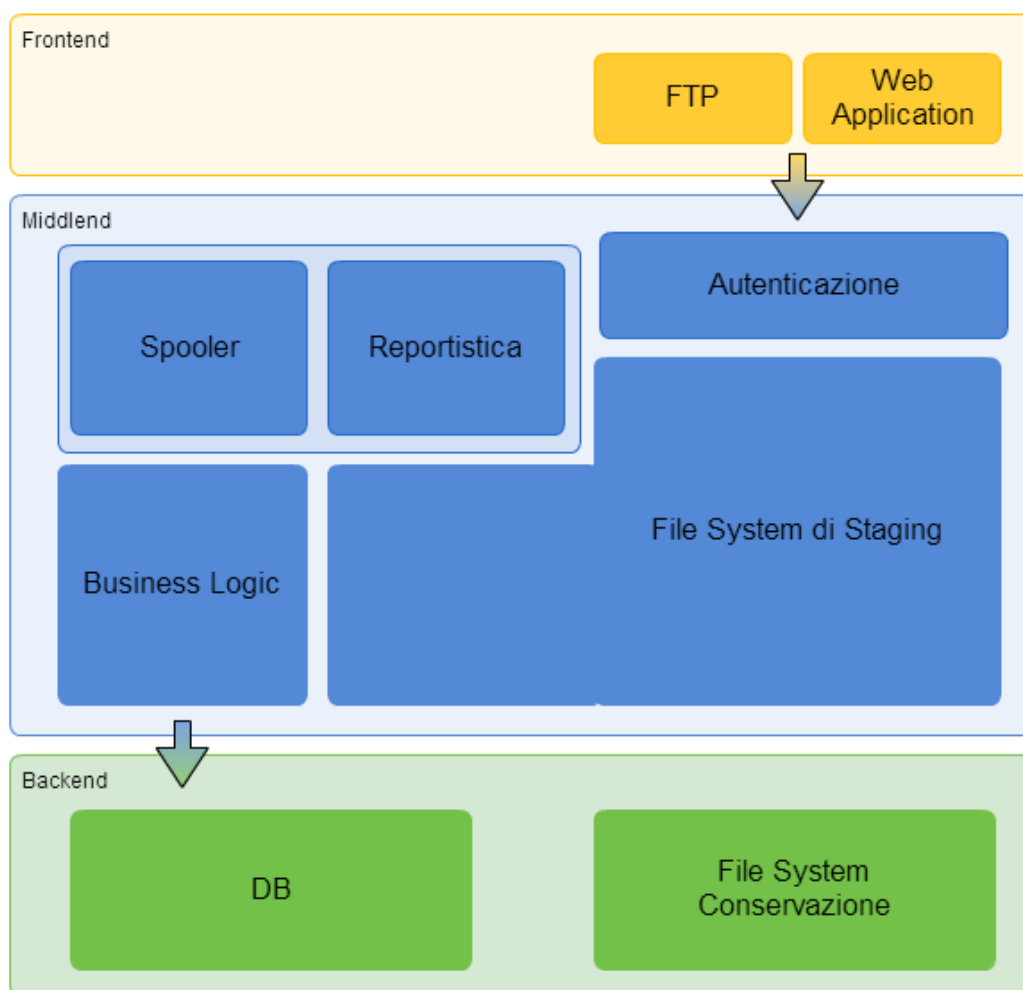 Frontend
FTP
Web
Application
Middlend
Autenticazione
Spooler
Reportistica
File System di Staging
Business Logic
Backend
DB
File System
Conservazione